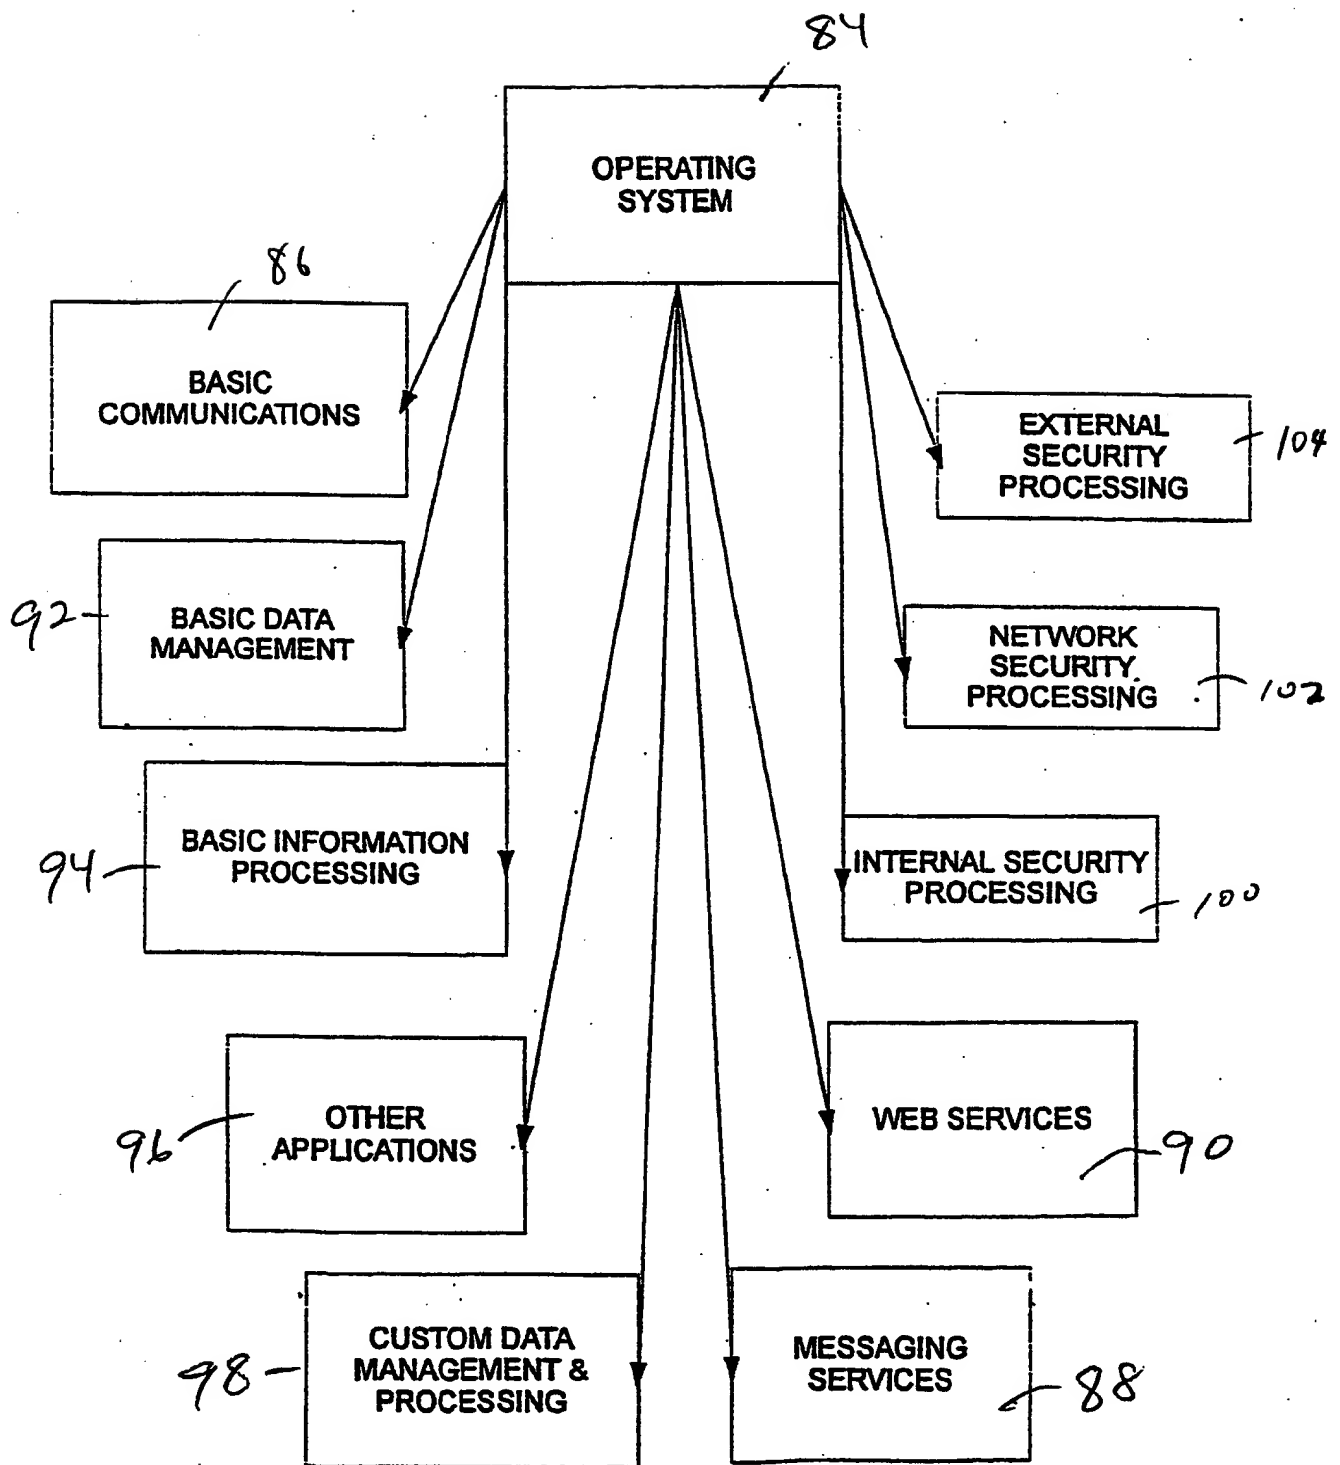 84
OPERATING
SYSTEM
86
BASIC
COMMUNICATIONS
EXTERNAL
SECURITY
PROCESSING
104
92
BASIC DATA
MANAGEMENT
NETWORK
SECURITY
PROCESSING
102
94
BASIC INFORMATION
PROCESSING
INTERNAL SECURITY
PROCESSING
100
96
OTHER
APPLICATIONS
WEB SERVICES
90
98
CUSTOM DATA
MANAGEMENT &
PROCESSING
MESSAGING
SERVICES
88